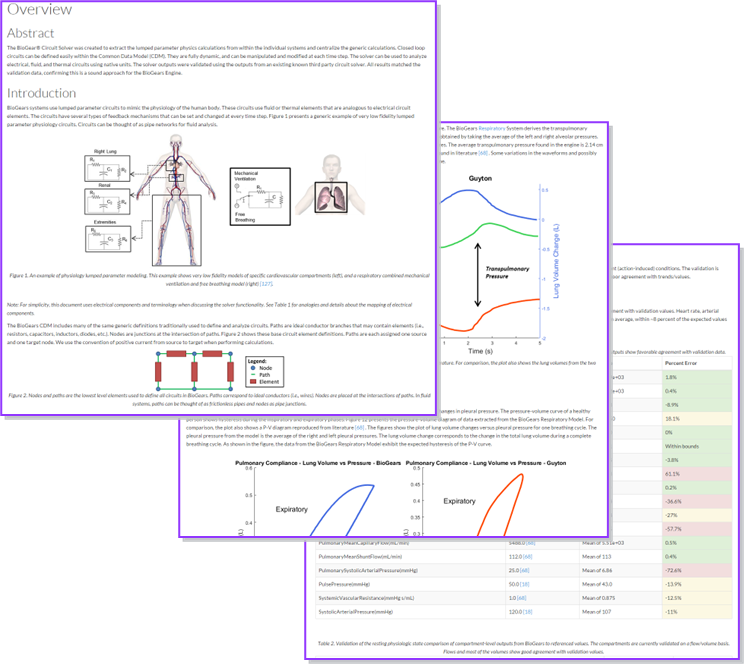 Overview
Abstract
The BioGear® Circuit Solver was created to extract the lumped parameter physics calculations from within the individual systems and centralize the generic calculations. Closed loop
circuits can be defined easily within the Common Data Model (CDM). They are fully dynamic, and can be manipulated and modified at each time step. The solver can be used to analyze
electrical, fluid, and thermal circuits using native units. The solver outputs were validated using the outputs from an existing known third party circuit solver. All results matched the
validation data, confirming this is a sound approach for the BioGears Engine.
Introduction
BioGears systems use lumped parameter circuits to mimic the physiology of the human body. These circuits use fluid or thermal elements that are analogous to electrical circuit
elements. The circuits have several types of feedback mechanisms that can be set and changed at every time step. Figure 1 presents a generic example of very low fidelity lumped
parameter physiology circuits. Circuits can be thought of as pipe networks for fluid analysis.
Right Lung
R₁
C₁
R₂
Renal
R₃
C₂
R₄
Extremities
R₅
C₃
R₆
Mechanical
Ventilation
R₁
C
Free
Breathing
Figure 1. An example of physiology lumped parameter modeling. This example shows very low fidelity models of specific cardiovascular compartments (left), and a respiratory combined mechanical
ventilation and free breathing model (right) [127].
Note: For simplicity, this document uses electrical components and terminology when discussing the solver functionality. See Table 1 for analogies and details about the mapping of electrical
components.
The BioGears CDM includes many of the same generic definitions traditionally used to define and analyze circuits. Paths are ideal conductor branches that may contain elements (i.e.,
resistors, capacitors, inductors, diodes, etc.). Nodes are junctions at the intersection of paths. Figure 2 shows these base circuit element definitions. Paths are each assigned one source
and one target node. We use the convention of positive current from source to target when performing calculations.
Legend:
Node
Path
Element
Figure 2. Nodes and paths are the lowest level elements used to define all circuits in BioGears. Paths correspond to ideal conductors (i.e., wires). Nodes are placed at the intersections of paths. In fluid
systems, paths can be thought of as frictionless pipes and nodes as pipe junctions.
The BioGears Respiratory System derives the transpulmonary
obtained by taking the average of the left and right alveolar pressures.
The average transpulmonary pressure found in the engine is 2.14 cm
found in literature [68]. Some variations in the waveforms and possibly
Guyton
0.5
0
-0.5
-1
-1.5
-2
Lung Volume Change (L)
Transpulmonary
Pressure
1
2
3
4
5
Time (s)
For comparison, the plot also shows the lung volumes from the two
changes in pleural pressure. The pressure-volume curve of a healthy
volume diagram of data extracted from the BioGears Respiratory Model. For
comparison, the plot also shows a P-V diagram reproduced from literature [68]. The figures show the plot of lung volume changes versus pleural pressure for one breathing cycle. The
pleural pressure from the model is the average of the right and left pleural pressures. The lung volume change corresponds to the change in the total lung volume during a complete
breathing cycle. As shown in the figure, the data from the BioGears Model exhibit the expected hysteresis of the P-V curve.
Pulmonary Compliance - Lung Volume vs Pressure - BioGears
0.5
0.4
(L)
Expiratory
Pulmonary Compliance - Lung Volume vs Pressure - Guyton
0.5
0.45
0.4
0.35
0.3
(L)
Expiratory
(action-induced) conditions. The validation is
agreement with trends/values.
agreement with validation values. Heart rate, arterial
average, within ~8 percent of the expected values
outputs show favorable agreement with validation data.
Percent Error
e+03 1.8%
e+03 0.4%
-8.9%
18.1%
0%
Within bounds
-3.8%
61.1%
0.2%
-36.6%
-27%
-57.7%
PulmonaryMeanCapillaryFlow(mL/min) 5488.0 [68] Mean of 5.51e+03 0.5%
PulmonaryMeanShuntFlow(mL/min) 112.0 [68] Mean of 113 0.4%
PulmonarySystolicArterialPressure(mmHg) 25.0 [68] Mean of 6.86 -72.6%
PulsePressure(mmHg) 50.0 [18] Mean of 43.0 -13.9%
SystemicVascularResistance(mmHg s/mL) 1.0 [68] Mean of 0.875 -12.5%
SystolicArterialPressure(mmHg) 120.0 [18] Mean of 107 -11%
Table 2. Validation of the resting physiologic state comparison of compartment-level outputs from BioGears to referenced values. The compartments are currently validated on a flow/volume basis.
Flows and most of the volumes show good agreement with validation values.